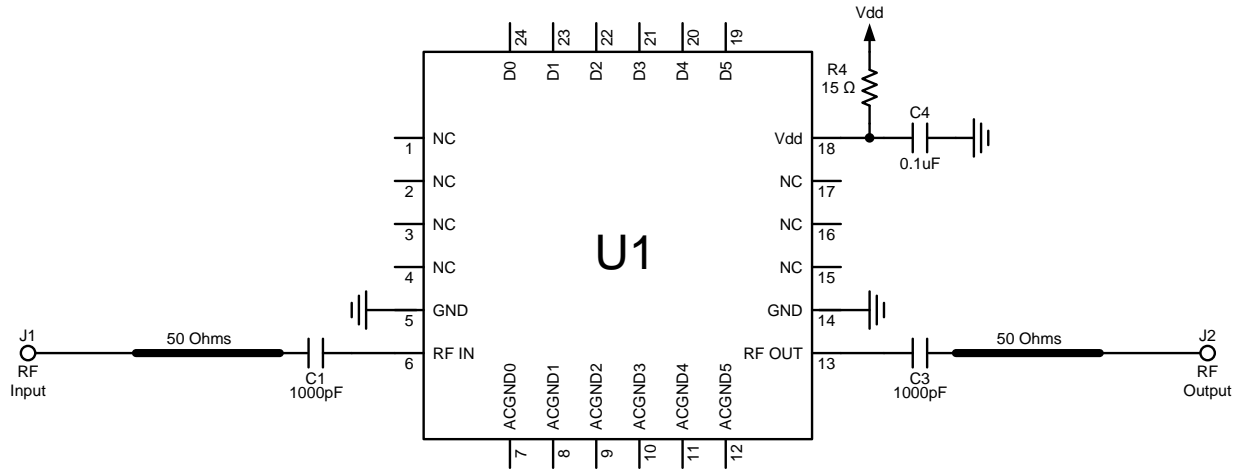 Vdd
24 23 22 21 20 19
D0 D1 D2 D3 D4 D5
R4
15 Ω
C4
0.1uF
1 NC
2 NC
3 NC
4 NC
5 GND
6 RF IN
U1
Vdd 18
NC 17
NC 16
NC 15
GND 14
RF OUT 13
J1
RF
Input
50 Ohms
C1
1000pF
C3
1000pF
50 Ohms
J2
RF
Output
ACGND0 ACGND1 ACGND2 ACGND3 ACGND4 ACGND5
7 8 9 10 11 12